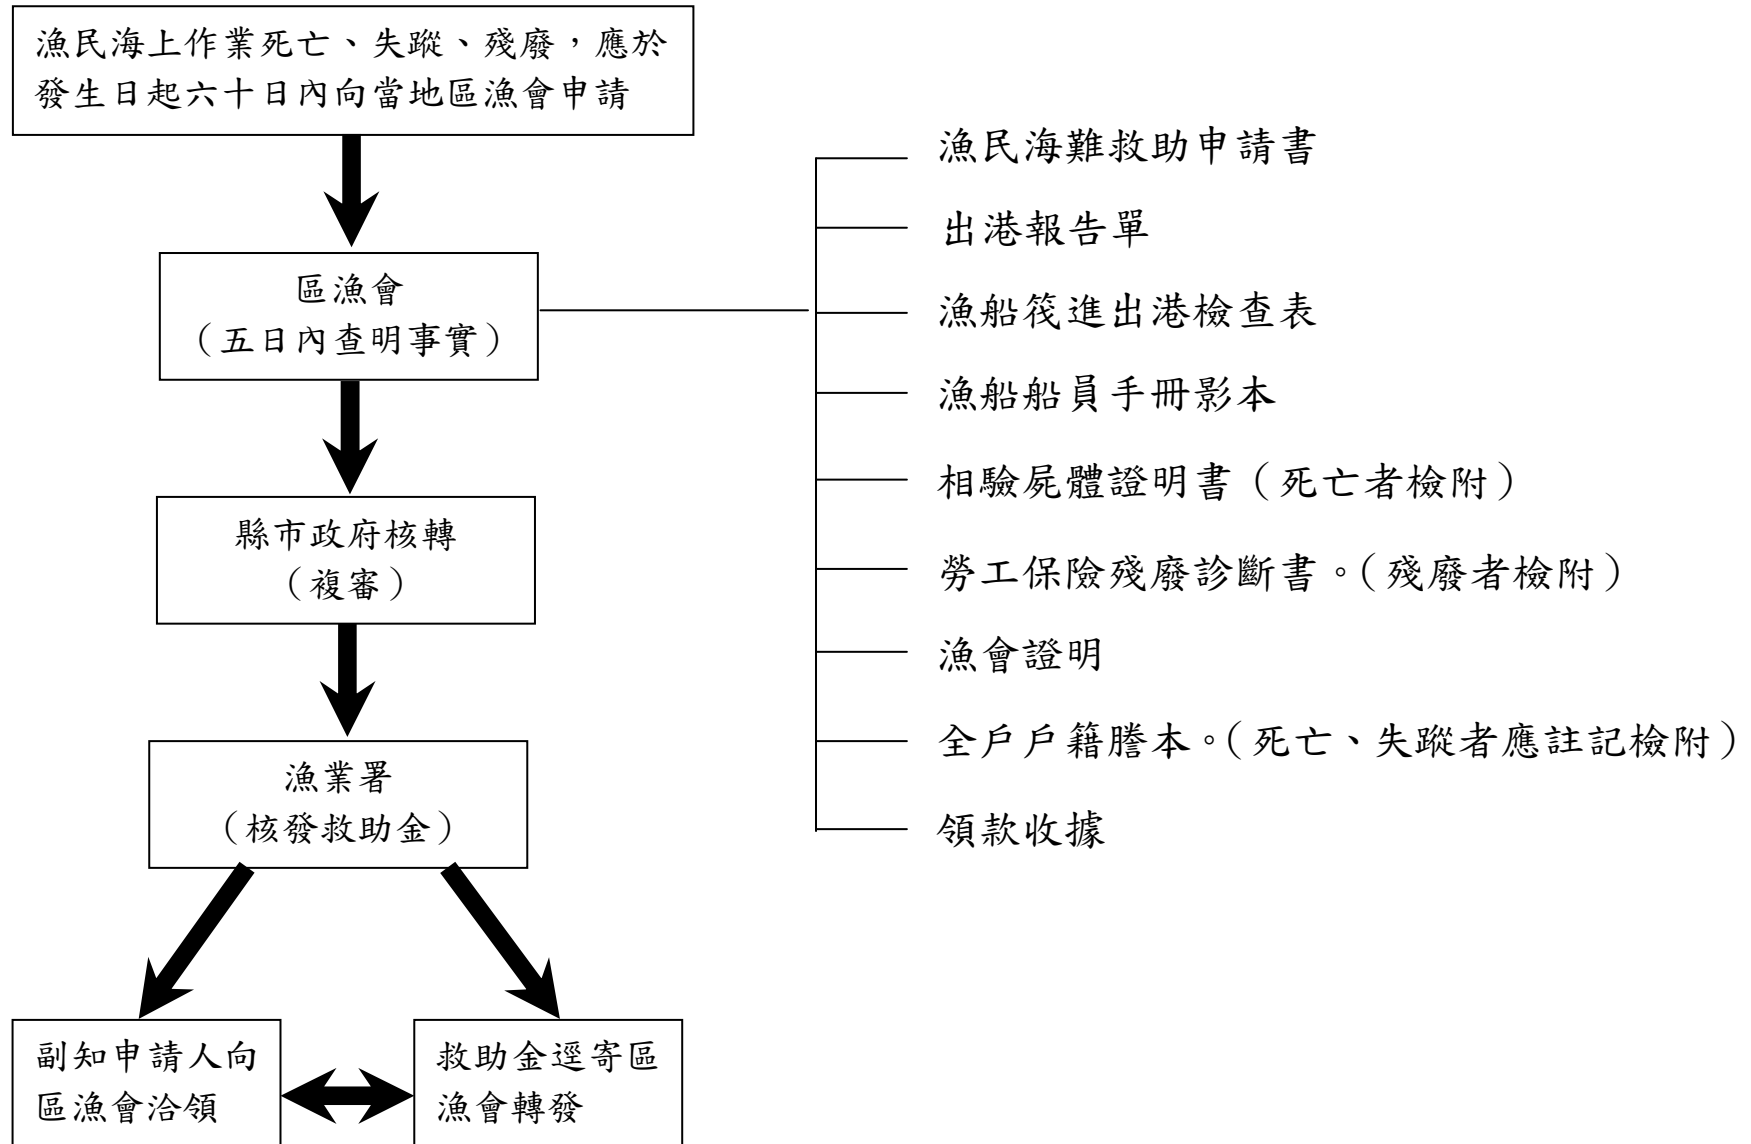 漁民海上作業死亡、失蹤、殘廢，應於
發生日起六十日內向當地區漁會申請
區漁會
（五日內查明事實）
縣市政府核轉
（複審）
漁業署
（核發救助金）
副知申請人向
區漁會洽領
救助金逕寄區
漁會轉發
漁民海難救助申請書
出港報告單
漁船筏進出港檢查表
漁船船員手冊影本
相驗屍體證明書（死亡者檢附）
勞工保險殘廢診斷書。（殘廢者檢附）
漁會證明
全戶戶籍謄本。（死亡、失蹤者應註記檢附）
領款收據